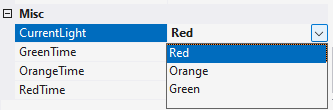 Misc
CurrentLight Red
GreenTime Red
OrangeTime Orange
RedTime Green